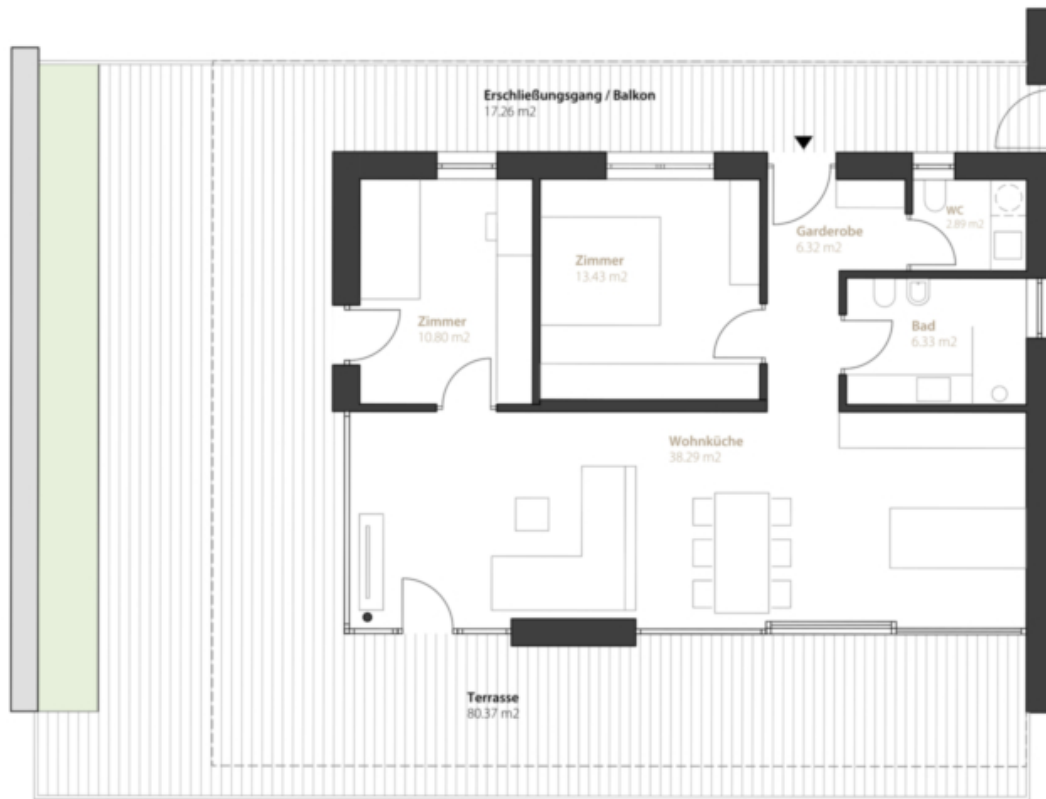 Erschließungsgang / Balkon
17.26 m2
WC
2.89 m2
Garderobe
6.32 m2
Zimmer
13.43 m2
Zimmer
10.80 m2
Bad
6.33 m2
Wohnküche
38.29 m2
Terrasse
80.37 m2